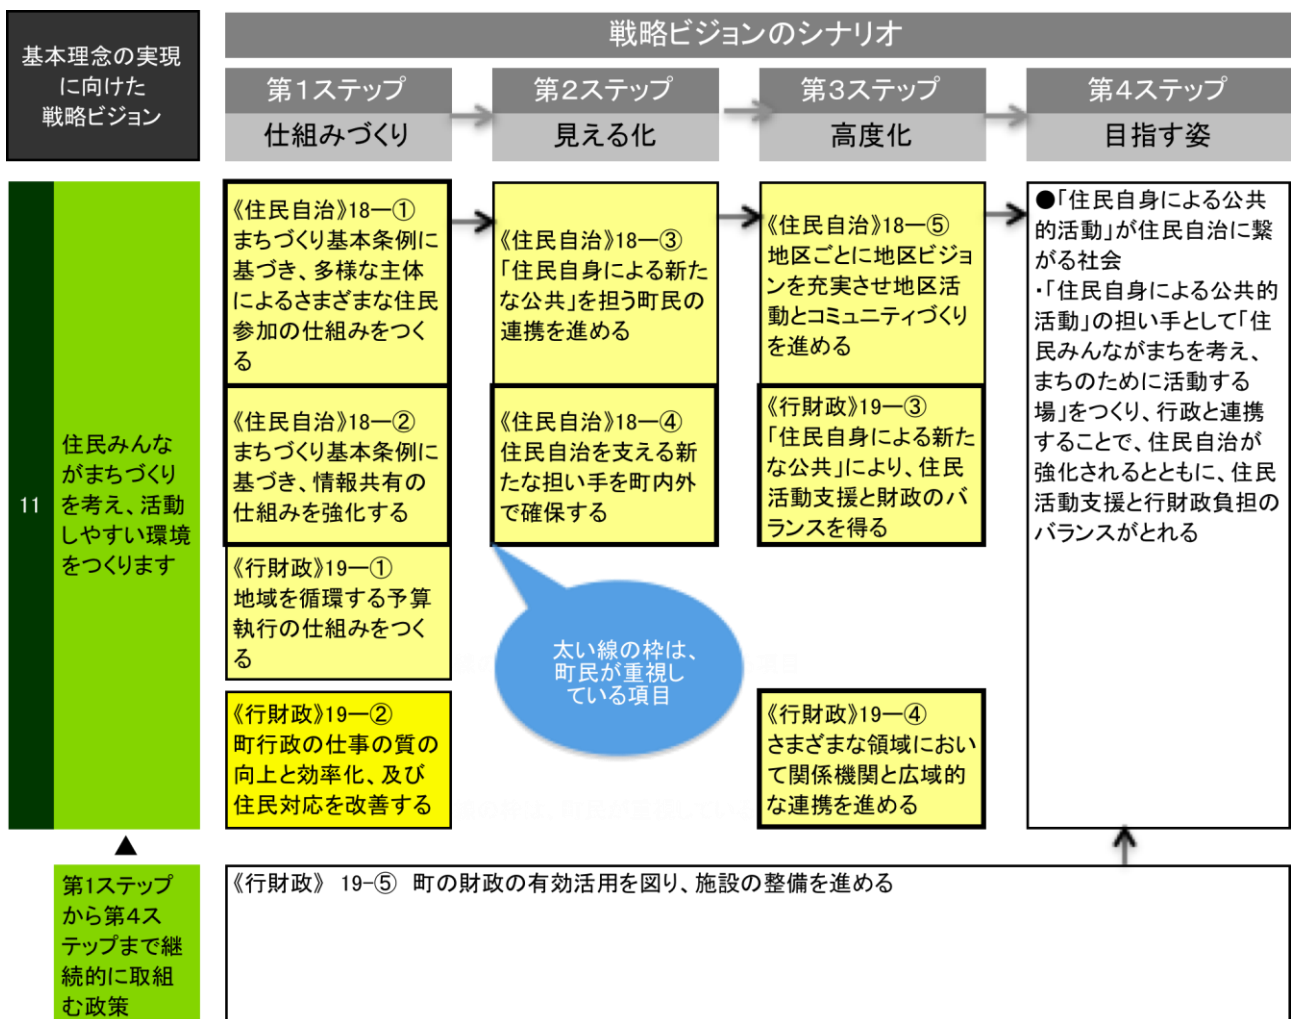 基本理念の実現
に向けた
戦略ビジョン
戦略ビジョンのシナリオ
第1ステップ
仕組みづくり
第2ステップ
見える化
第3ステップ
高度化
第4ステップ
目指す姿
11
住民みんな
がまちづくり
を考え、活動
しやすい環境
をつくります
《住民自治》18―①
まちづくり基本条例に
基づき、多様な主体
によるさまざまな住民
参加の仕組みをつく
る
《住民自治》18―②
まちづくり基本条例に
基づき、情報共有の
仕組みを強化する
《行財政》19―①
地域を循環する予算
執行の仕組みをつく
る
《行財政》19―②
町行政の仕事の質の
向上と効率化、及び
住民対応を改善する
《住民自治》18―③
「住民自身による新た
な公共」を担う町民の
連携を進める
《住民自治》18―④
住民自治を支える新
たな担い手を町内外
で確保する
太い線の枠は、
町民が重視し
ている項目
《住民自治》18―⑤
地区ごとに地区ビジョ
ンを充実させ地区活
動とコミュニティづくり
を進める
《行財政》19―③
「住民自身による新た
な公共」により、住民
活動支援と財政のバ
ランスを得る
《行財政》19―④
さまざまな領域におい
て関係機関と広域的
な連携を進める
●「住民自身による公共
的活動」が住民自治に繋
がる社会
・「住民自身による公共的
活動」の担い手として「住
民みんながまちを考え、
まちのために活動する
場」をつくり、行政と連携
することで、住民自治が
強化されるとともに、住民
活動支援と行財政負担の
バランスがとれる
▲
第1ステップ
から第4ス
テップまで継
続的に取組
む政策
《行財政》 19-⑤ 町の財政の有効活用を図り、施設の整備を進める